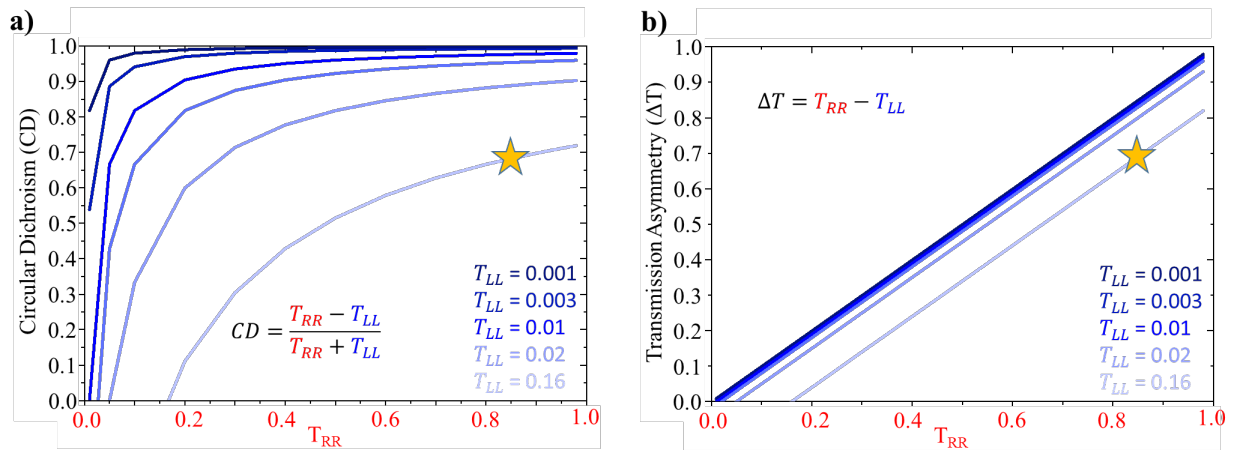 a)
Circular Dichroism (CD)
1.0
0.9
0.8
0.7
0.6
0.5
0.4
0.3
0.2
0.1
0.0
CD = (T_RR − T_LL) / (T_RR + T_LL)
T_LL = 0.001
T_LL = 0.003
T_LL = 0.01
T_LL = 0.02
T_LL = 0.16
0.0 0.2 0.4 0.6 0.8 1.0
T_RR
b)
Transmission Asymmetry (ΔT)
1.0
0.9
0.8
0.7
0.6
0.5
0.4
0.3
0.2
0.1
0.0
ΔT = T_RR − T_LL
T_LL = 0.001
T_LL = 0.003
T_LL = 0.01
T_LL = 0.02
T_LL = 0.16
0.0 0.2 0.4 0.6 0.8 1.0
T_RR